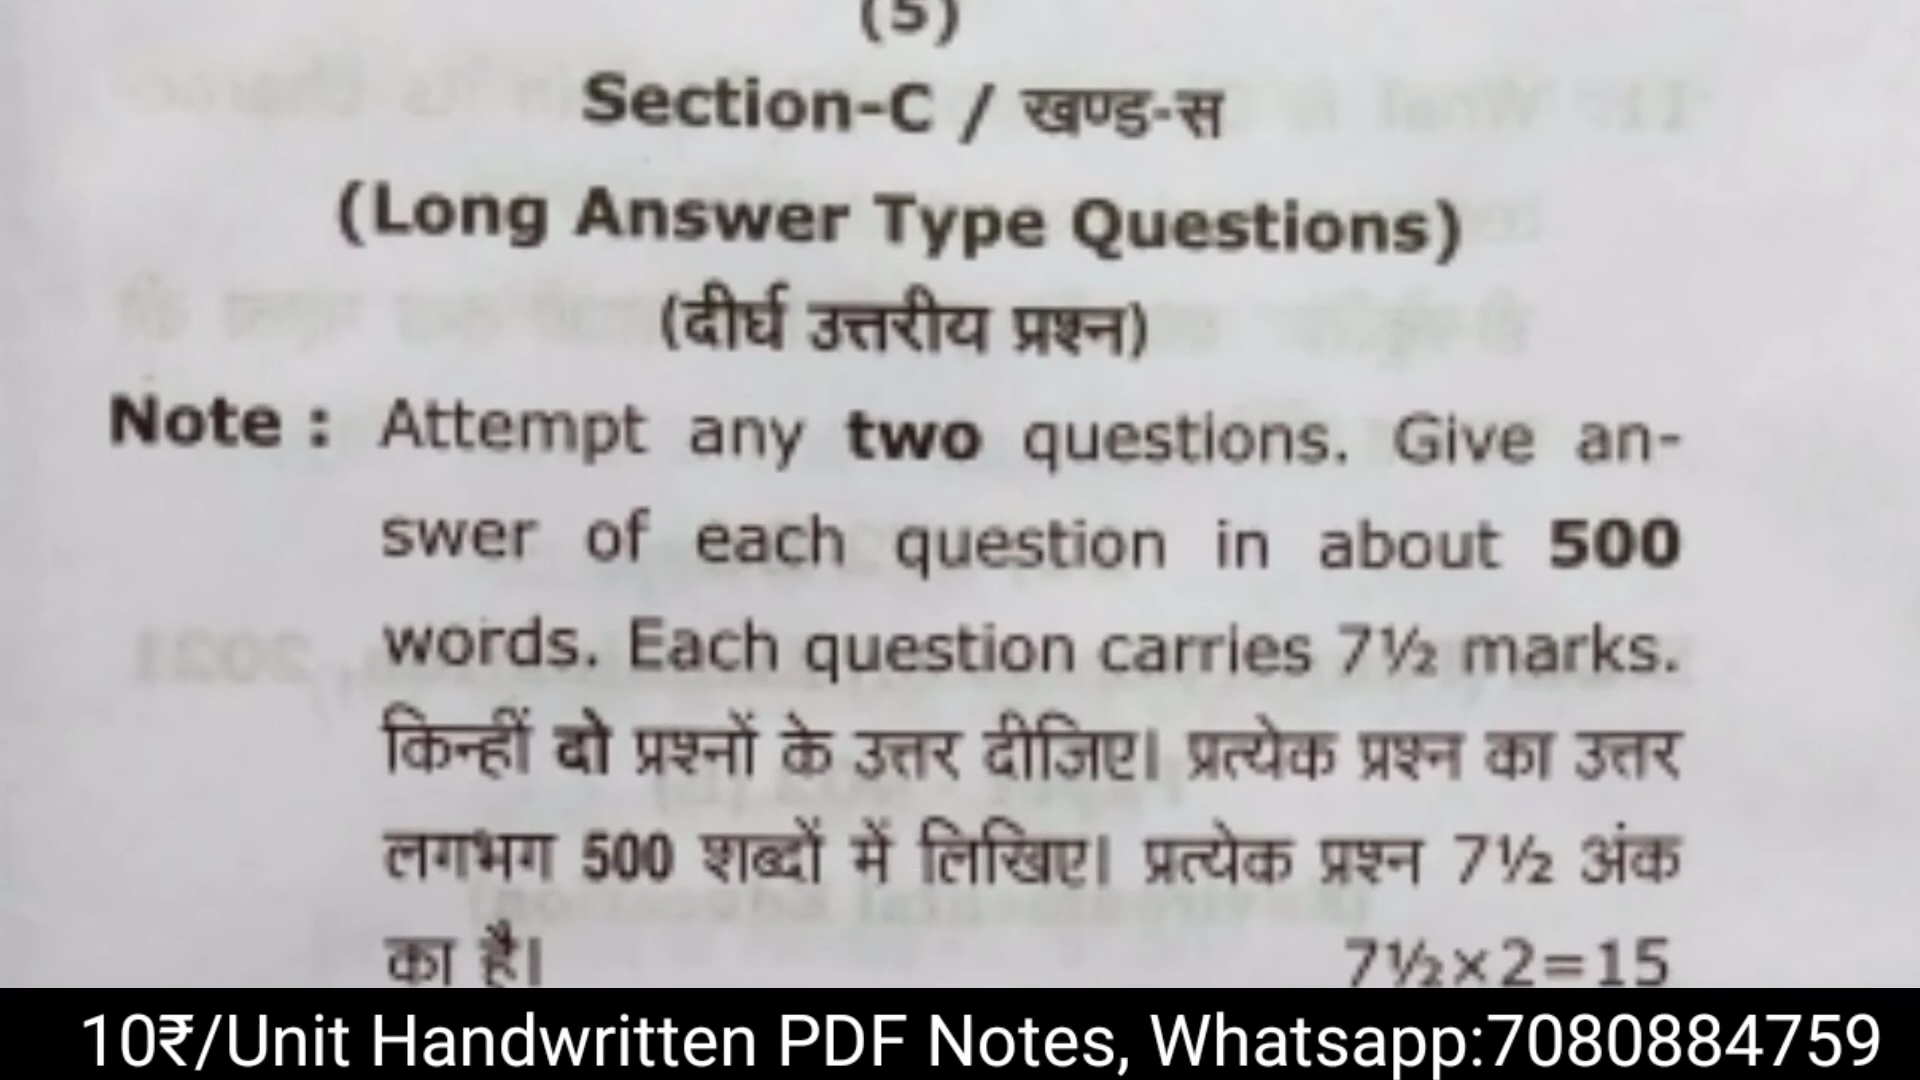 (5)
Section-C / खण्ड-स
(Long Answer Type Questions)
(दीर्घ उत्तरीय प्रश्न)
Note : Attempt any two questions. Give an-
swer of each question in about 500
words. Each question carries 7½ marks.
किन्हीं दो प्रश्नों के उत्तर दीजिए। प्रत्येक प्रश्न का उत्तर
लगभग 500 शब्दों में लिखिए। प्रत्येक प्रश्न 7½ अंक
का है। 7½×2=15
10₹/Unit Handwritten PDF Notes, Whatsapp:7080884759